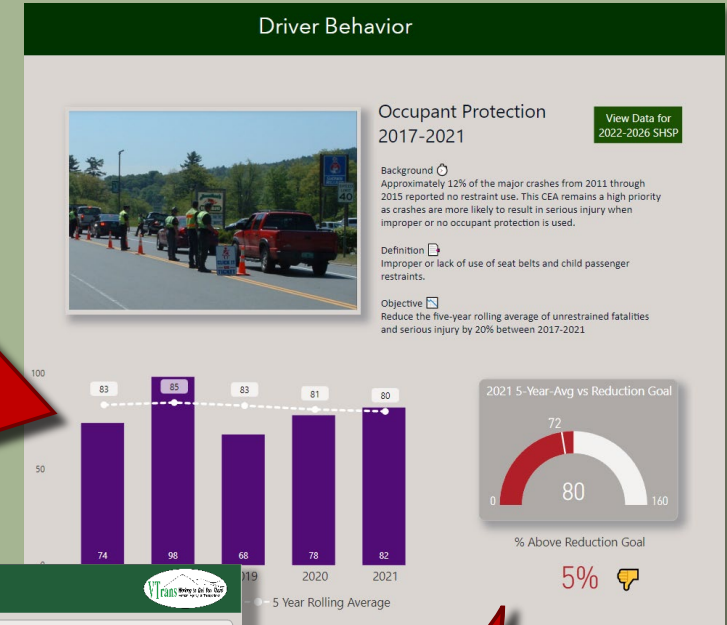 Driver Behavior
Occupant Protection
2017-2021
View Data for
2022-2026 SHSP
Background
Approximately 12% of the major crashes from 2011 through
2015 reported no restraint use. This CEA remains a high priority
as crashes are more likely to result in serious injury when
improper or no occupant protection is used.
Definition
Improper or lack of use of seat belts and child passenger
restraints.
Objective
Reduce the five-year rolling average of unrestrained fatalities
and serious injury by 20% between 2017-2021
40
100
83
85
83
81
80
50
74
98
68
78
82
019
2020
2021
5 Year Rolling Average
2021 5-Year-Avg vs Reduction Goal
72
0
80
160
% Above Reduction Goal
5%
VTrans